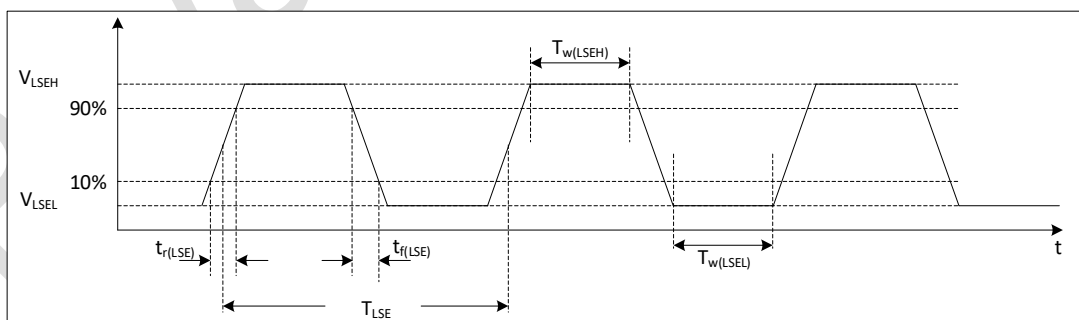 T_w(LSEH)
V_LSEH
90%
10%
V_LSEL
t_r(LSE)
t_f(LSE)
T_w(LSEL)
t
T_LSE